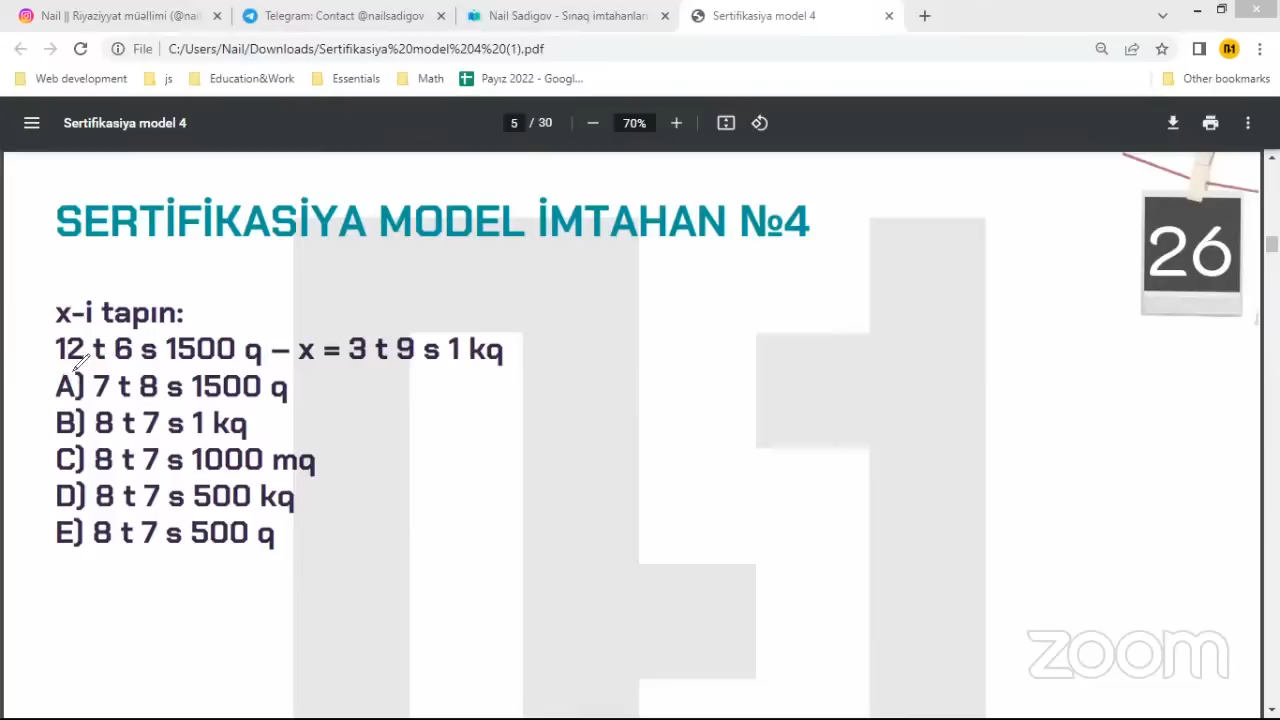 Nail || Riyaziyyat müəllimi (@nail
Telegram: Contact @nailsadigov
Nail Sadigov - Sınaq imtahanları
Sertifikasiya model 4
File
C:/Users/Nail/Downloads/Sertifikasiya%20model%204%20(1).pdf
Web development
js
Education&Work
Essentials
Math
Payız 2022 - Googl...
Other bookmarks
Sertifikasiya model 4
5 / 30
70%
SERTİFİKASİYA MODEL İMTAHAN №4
26
x-i tapın:
12 t 6 s 1500 q – x = 3 t 9 s 1 kq
A) 7 t 8 s 1500 q
B) 8 t 7 s 1 kq
C) 8 t 7 s 1000 mq
D) 8 t 7 s 500 kq
E) 8 t 7 s 500 q
zoom